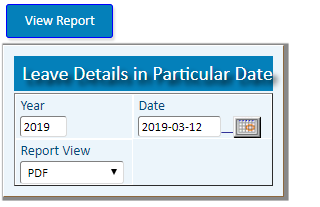 View Report
Leave Details in Particular Date
Year Date
2019 2019-03-12
Report View
PDF